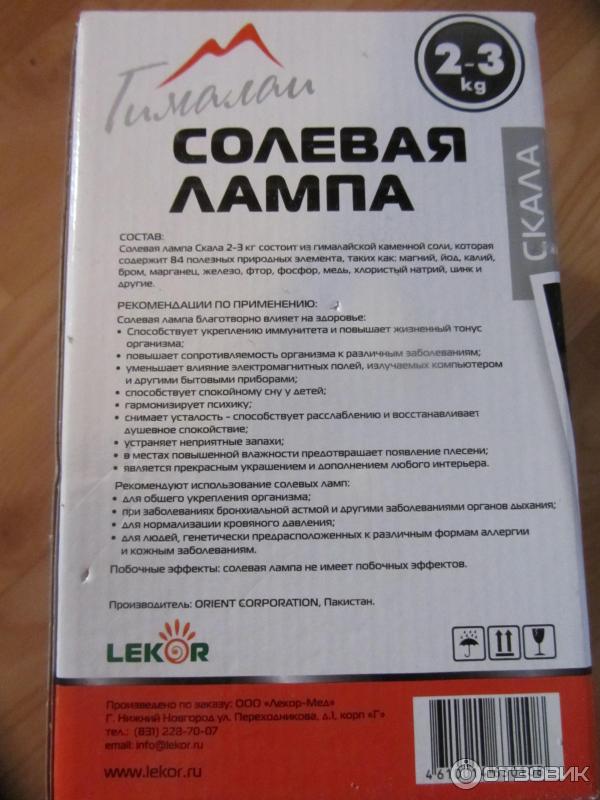 Гималаи
2-3
kg
СОЛЕВАЯ
ЛАМПА
СКАЛА
СОСТАВ:
Солевая лампа Скала 2-3 кг состоит из гималайской каменной соли, которая
содержит 84 полезных природных элемента, таких как: магний, йод, калий,
бром, марганец, железо, фтор, фосфор, медь, хлористый натрий, цинк и
другие.
РЕКОМЕНДАЦИИ ПО ПРИМЕНЕНИЮ:
Солевая лампа благотворно влияет на здоровье:
• Способствует укреплению иммунитета и повышает жизненный тонус
организма;
• повышает сопротивляемость организма к различным заболеваниям;
• уменьшает влияние электромагнитных полей, излучаемых компьютером
и другими бытовыми приборами;
• способствует спокойному сну у детей;
• гармонизирует психику;
• снимает усталость - способствует расслаблению и восстанавливает
душевное спокойствие;
• устраняет неприятные запахи;
• в местах повышенной влажности предотвращает появление плесени;
• является прекрасным украшением и дополнением любого интерьера.
Рекомендуют использование солевых ламп:
• для общего укрепления организма;
• при заболеваниях бронхиальной астмой и другими заболеваниями органов дыхания;
• для нормализации кровяного давления;
• для людей, генетически предрасположенных к различным формам аллергии
и кожным заболеваниям.
Побочные эффекты: солевая лампа не имеет побочных эффектов.
Производитель: ORIENT CORPORATION, Пакистан.
LEKOR
Произведено по заказу: ООО «Лекор-Мед»
Г. Нижний Новгород ул. Переходникова, д.1, корп «Г»
тел.: (831) 228-70-07
email: info@lekor.ru
www.lekor.ru
ОТЗОВИК